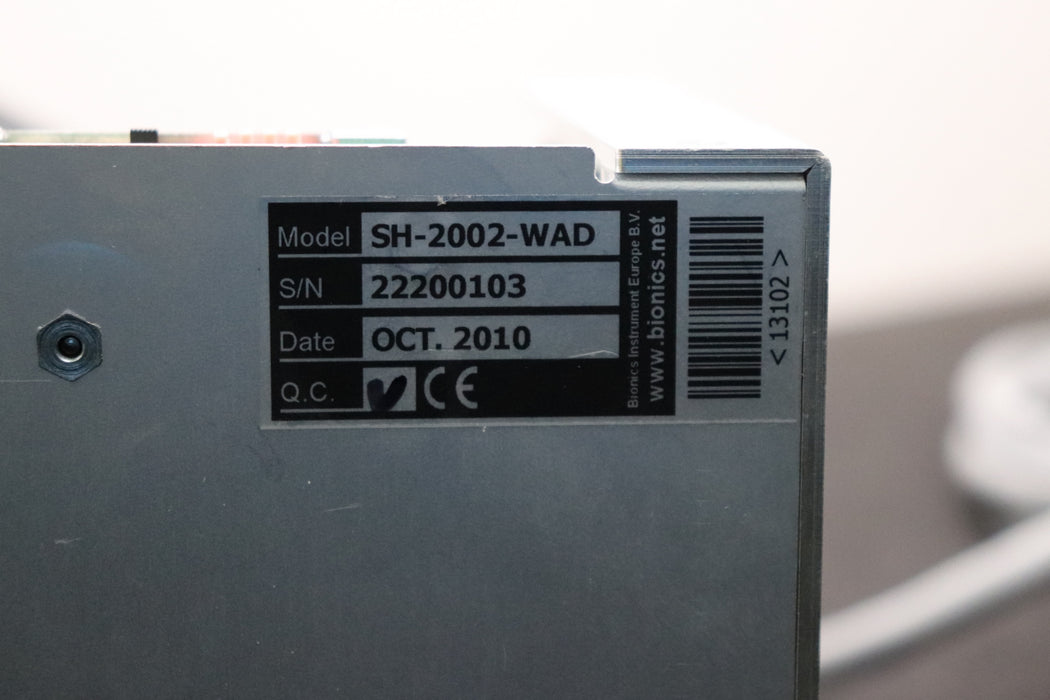 Model SH-2002-WAD
S/N 22200103
Date OCT. 2010
Q.C. CE
Bionics Instrument Europe B.V.
www.bionics.net
< 13102 >